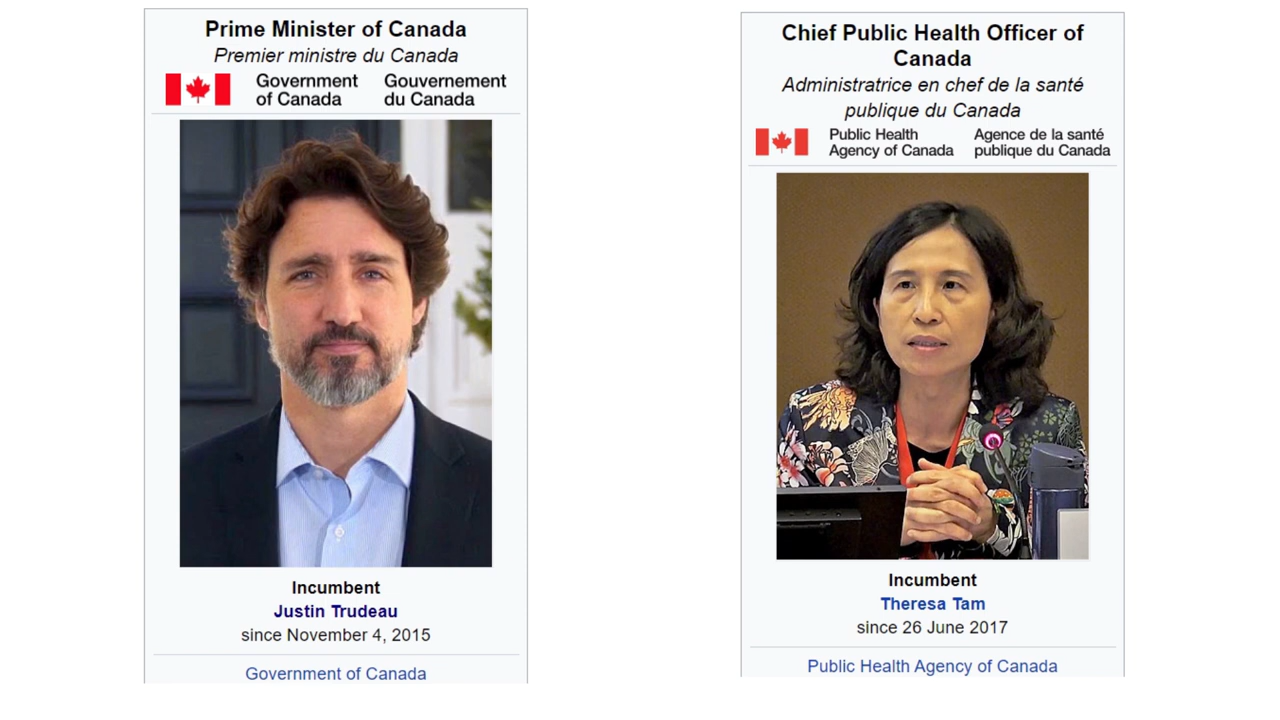 Prime Minister of Canada
Premier ministre du Canada
Government
of Canada
Gouvernement
du Canada
Incumbent
Justin Trudeau
since November 4, 2015
Government of Canada
Chief Public Health Officer of
Canada
Administratrice en chef de la santé
publique du Canada
Public Health
Agency of Canada
Agence de la santé
publique du Canada
Incumbent
Theresa Tam
since 26 June 2017
Public Health Agency of Canada